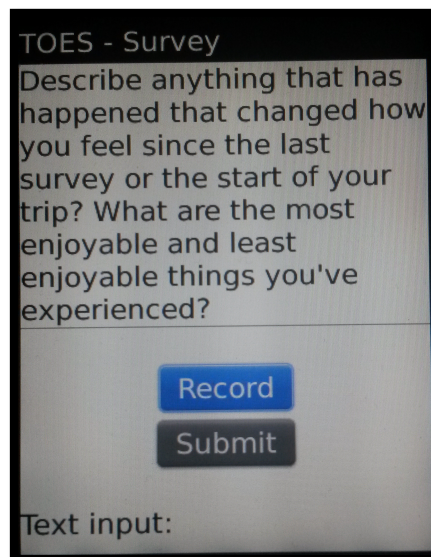 TOES - Survey
Describe anything that has
happened that changed how
you feel since the last
survey or the start of your
trip? What are the most
enjoyable and least
enjoyable things you've
experienced?
Record
Submit
Text input: